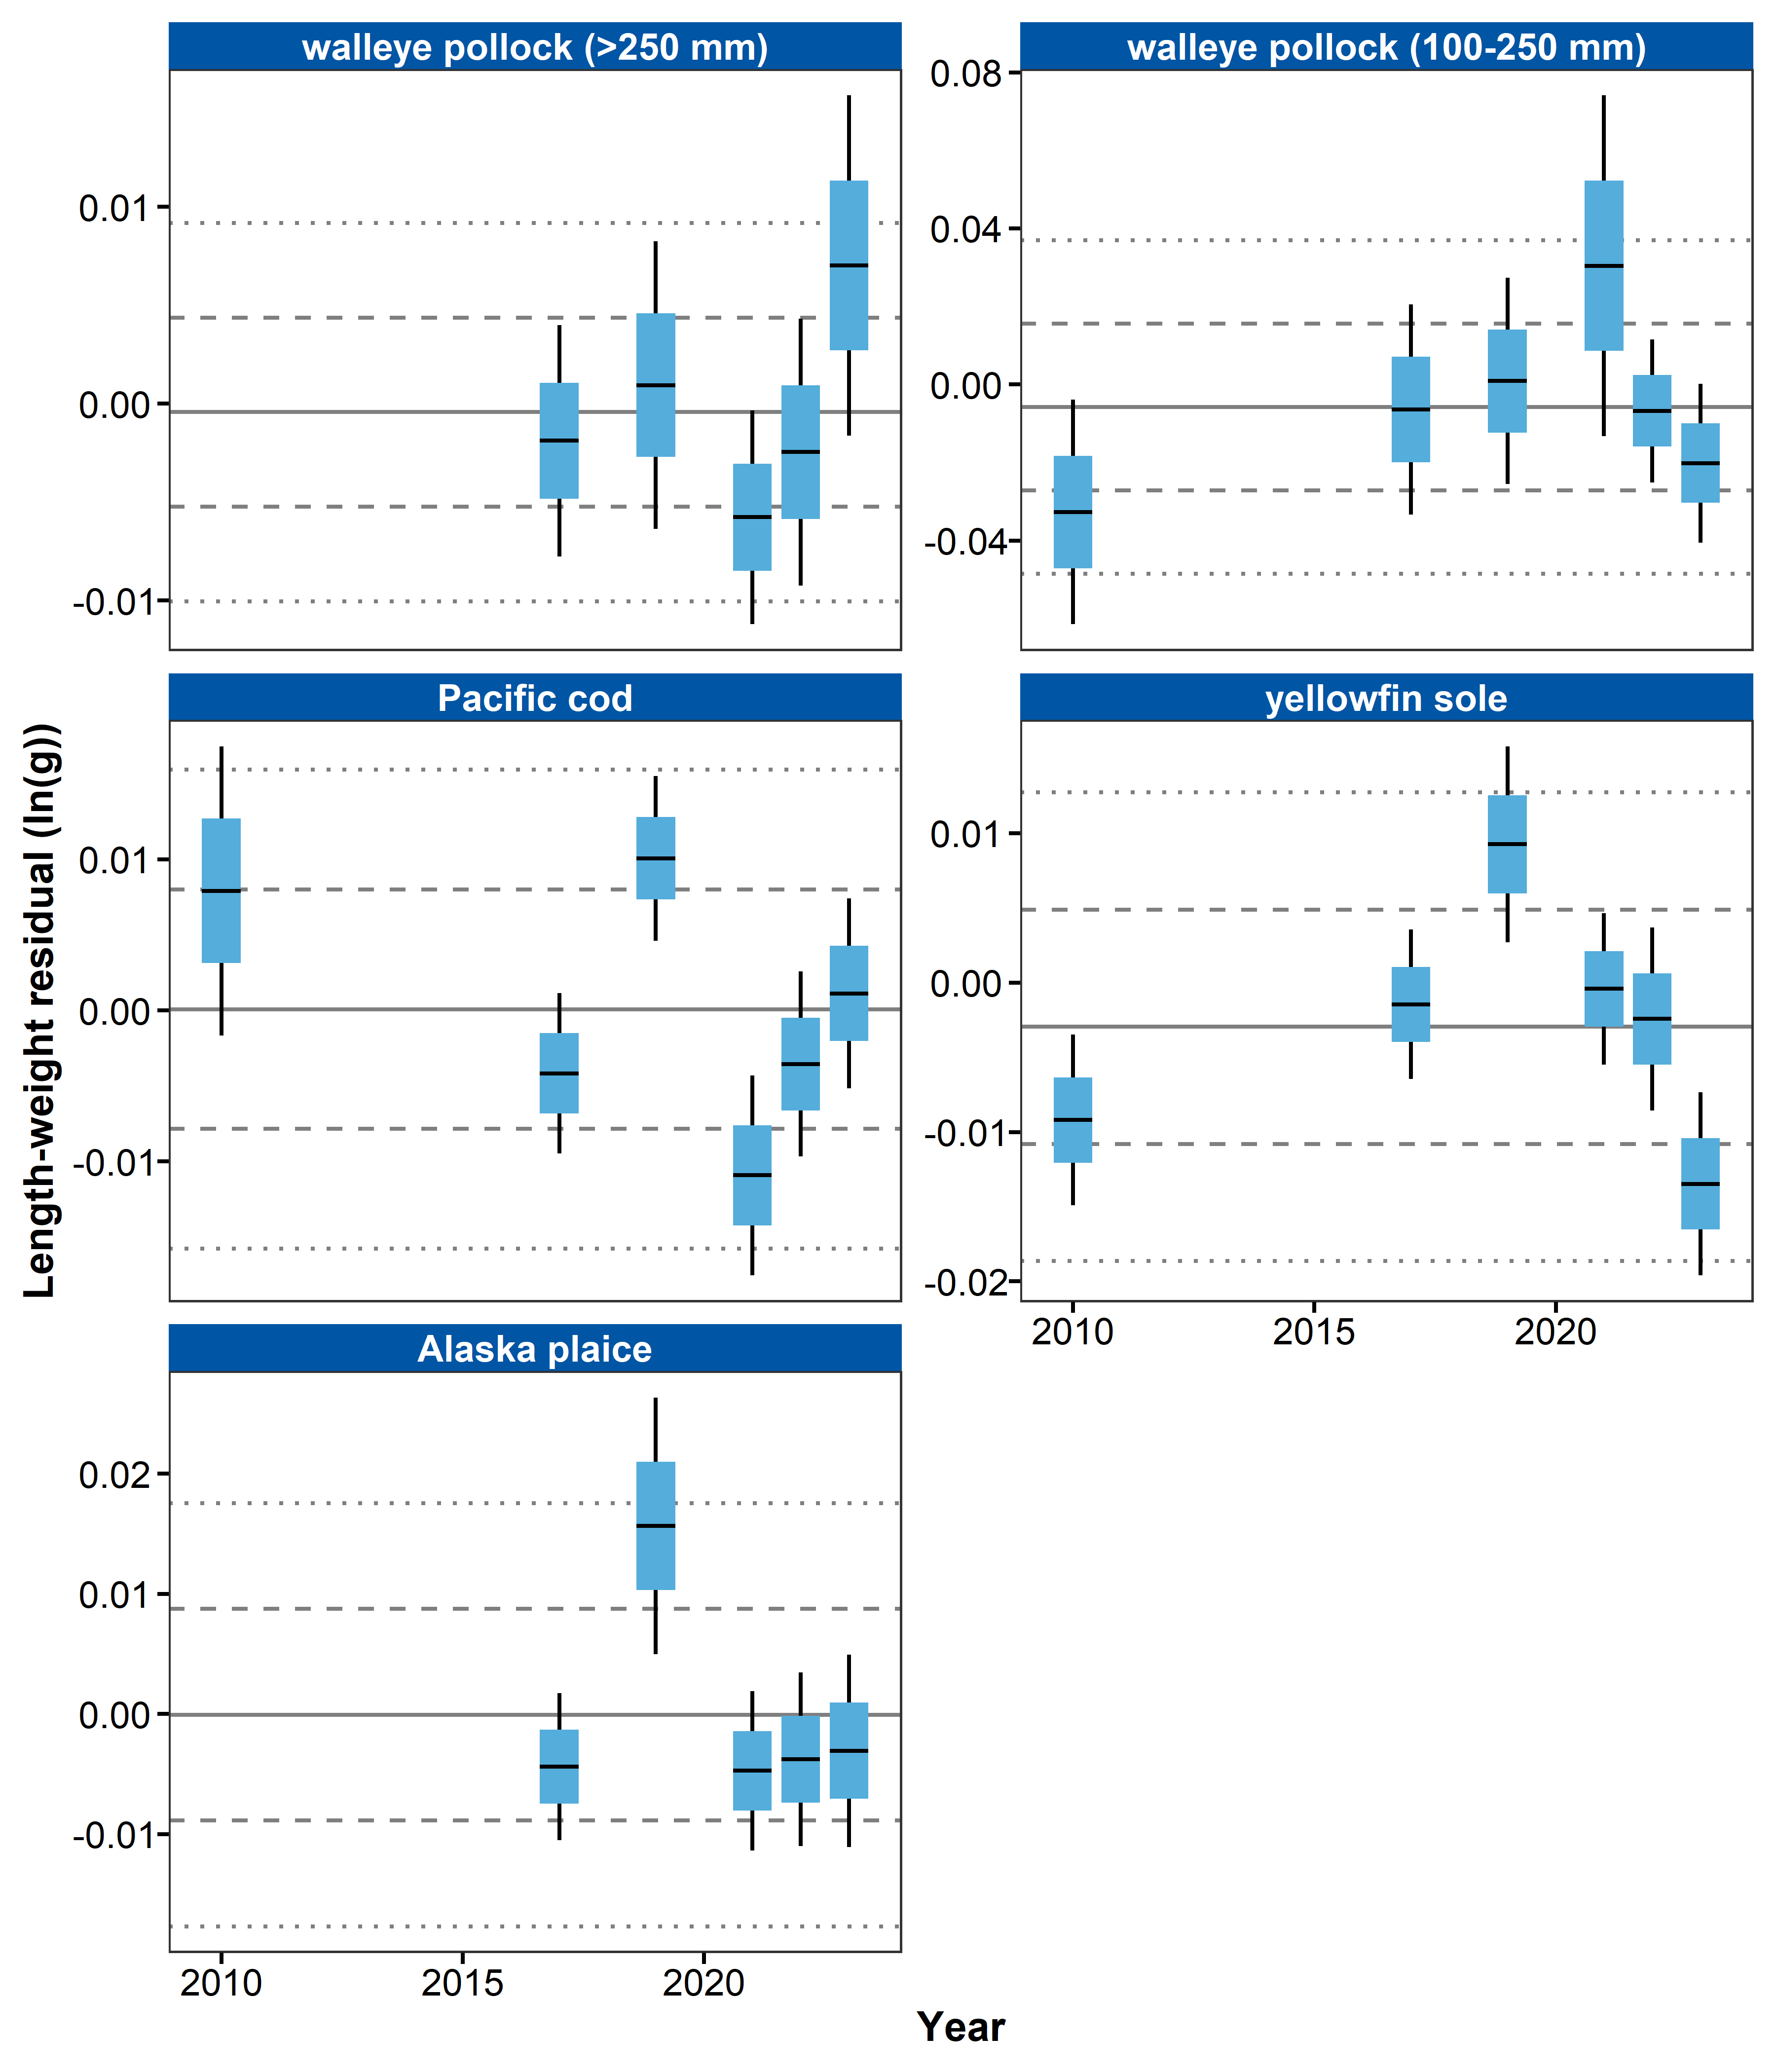 walleye pollock (>250 mm)
walleye pollock (100-250 mm)
0.01
0.00
-0.01
0.08
0.04
0.00
-0.04
Pacific cod
yellowfin sole
0.01
0.00
-0.01
0.01
0.00
-0.01
-0.02
2010 2015 2020
Length-weight residual (ln(g))
Alaska plaice
0.02
0.01
0.00
-0.01
2010 2015 2020
Year